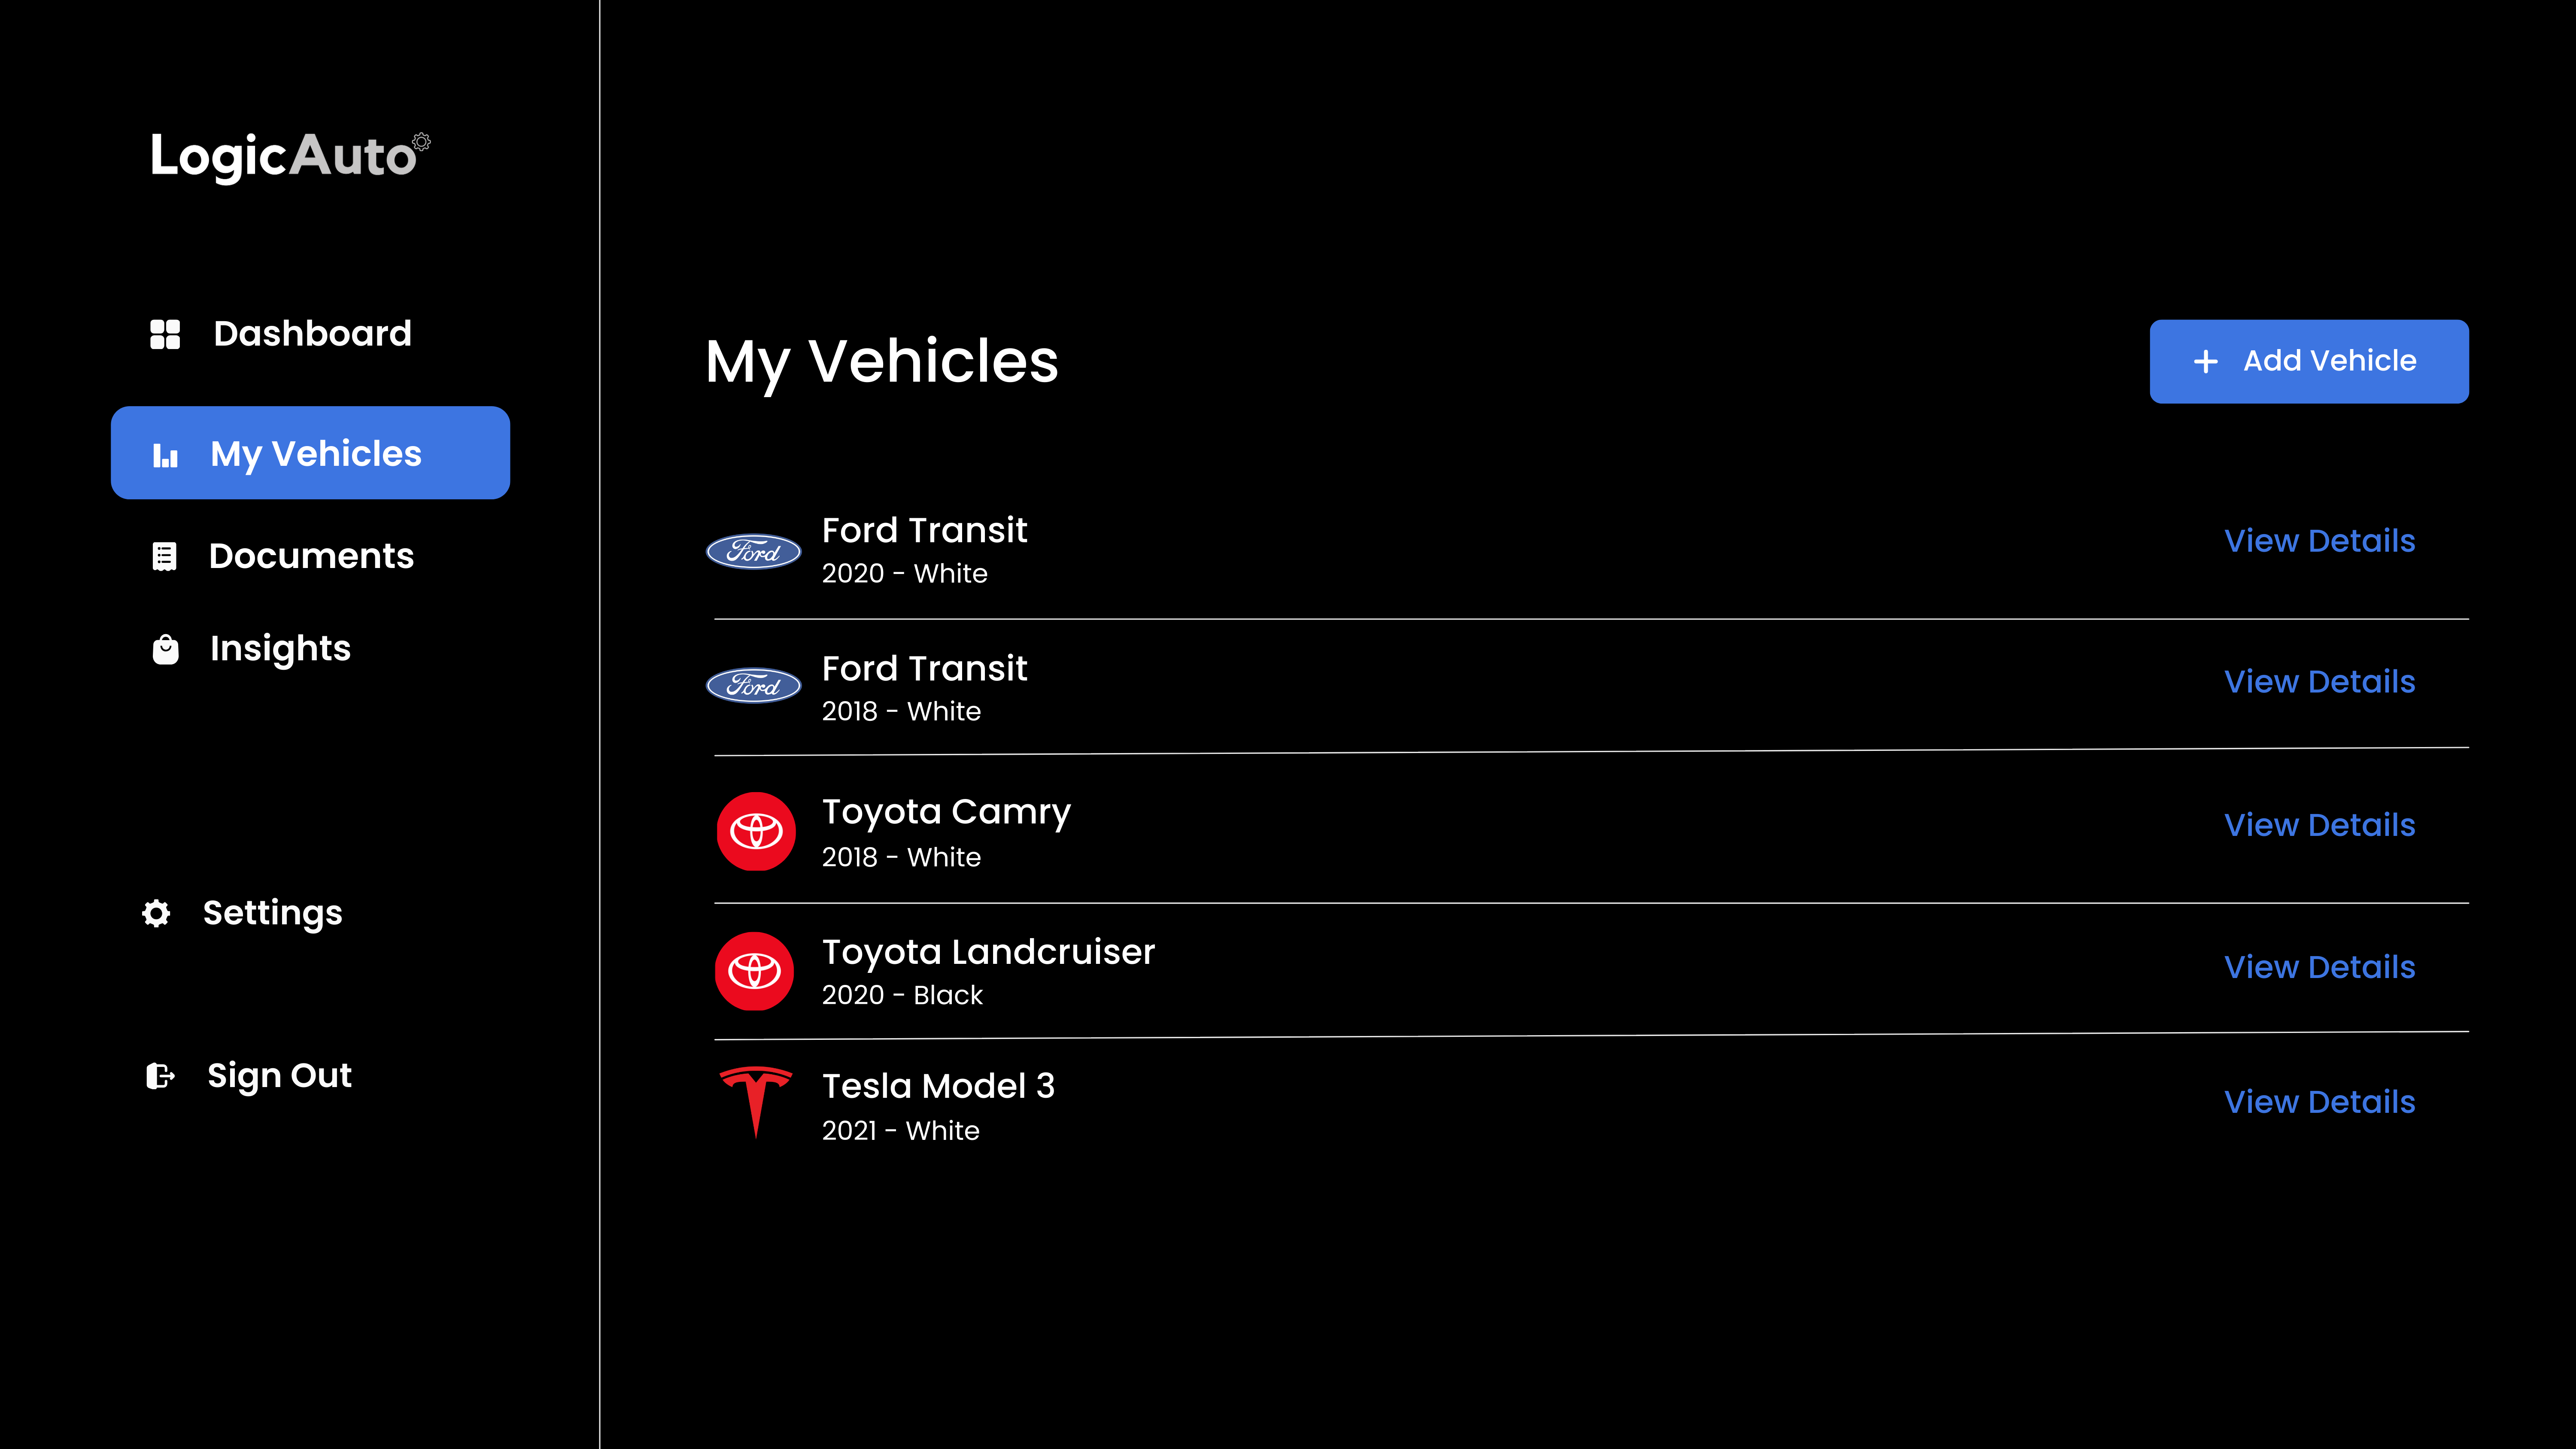 LogicAuto
Dashboard
My Vehicles
Documents
Insights
Settings
Sign Out
My Vehicles
+ Add Vehicle
Ford
Ford Transit
2020 - White
View Details
Ford
Ford Transit
2018 - White
View Details
Toyota Camry
2018 - White
View Details
Toyota Landcruiser
2020 - Black
View Details
Tesla Model 3
2021 - White
View Details